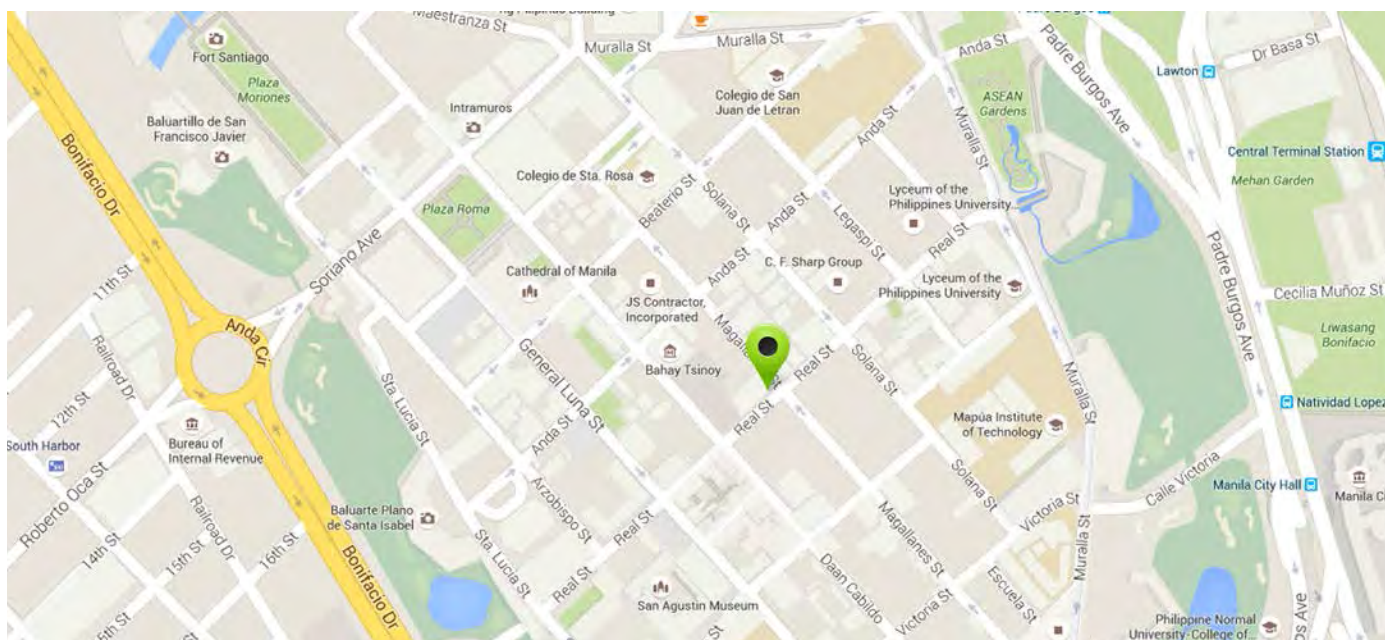 Maestranza St
Muralla St
Muralla St
Anda St
Padre Burgos Ave
Dr Basa St
Lawton
Fort Santiago
Plaza
Moriones
Intramuros
Colegio de San
Juan de Letran
ASEAN
Gardens
Baluartillo de San
Francisco Javier
Anda St
Muralla St
Central Terminal Station
Mehan Garden
Bonifacio Dr
Colegio de Sta. Rosa
Beaterio St
Solana St
Anda St
Legaspi St
Lyceum of the
Philippines University...
Real St
Plaza Roma
Soriano Ave
Padre Burgos Ave
11th St
Cathedral of Manila
Anda St
C. F. Sharp Group
Lyceum of the
Philippines University
Cecilia Muñoz St
JS Contractor,
Incorporated
Anda Cir
Railroad Dr
Liwasang
Bonifacio
General Luna St
Bahay Tsinoy
Real St
Solana St
Muralla St
Sta. Lucia St
12th St
Real St
Natividad Lopez
Bureau of
Internal Revenue
Anda St
Mapúa Institute
of Technology
South Harbor
Roberto Oca St
Solana St
Calle Victoria
Manila City Hall
Railroad Dr
Baluarte Plano
de Santa Isabel
Arzobispo St
Real St
Magallanes St
Victoria St
Muralla St
14th St
15th St
16th St
Bonifacio Dr
Sta. Lucia St
Real St
San Agustin Museum
Daan Cabildo
Victoria St
Escuela St
Philippine Normal
University-College of...